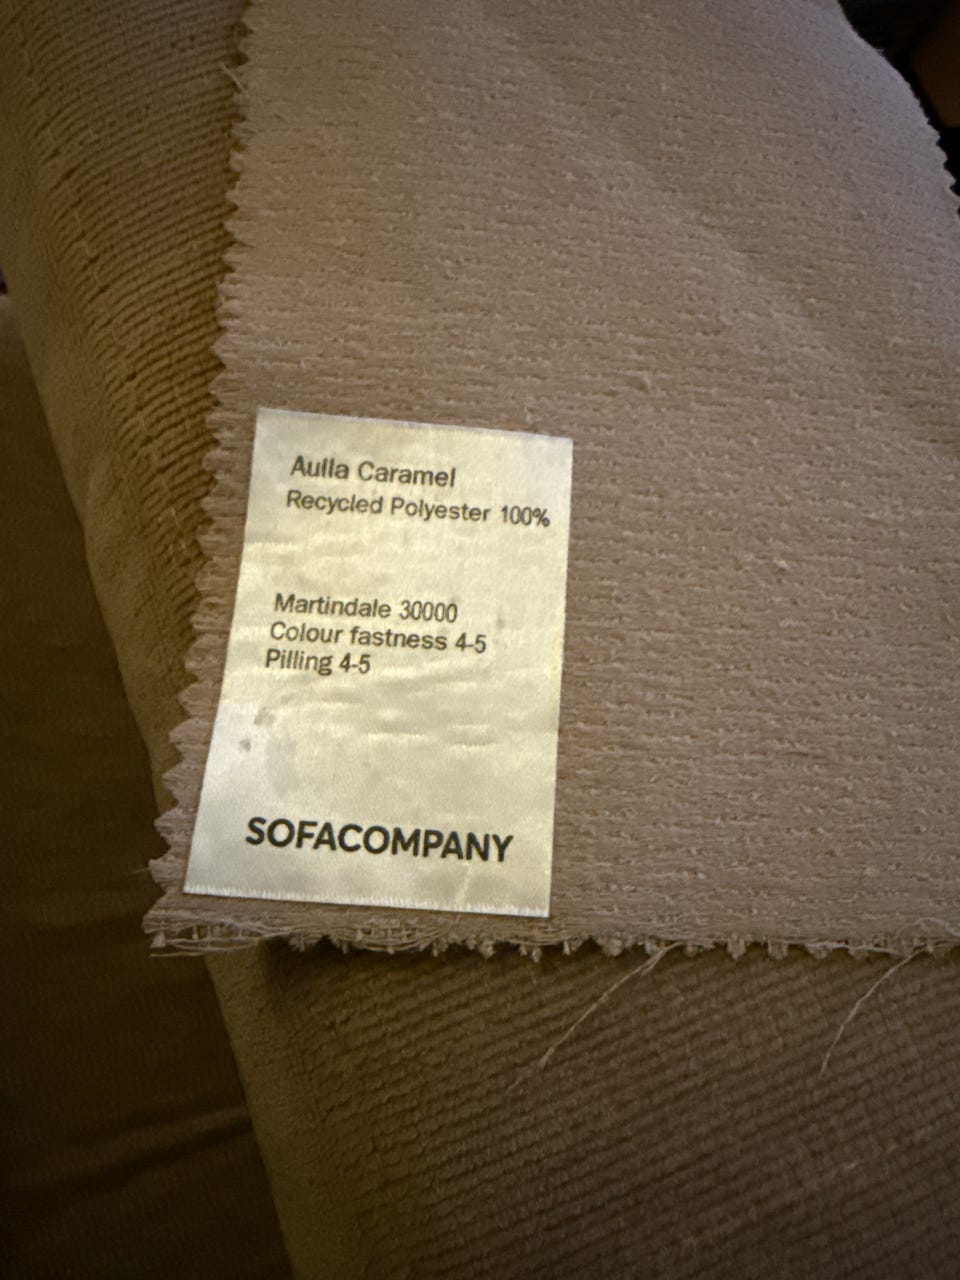 Aulla Caramel
Recycled Polyester 100%
Martindale 30000
Colour fastness 4-5
Pilling 4-5
SOFACOMPANY